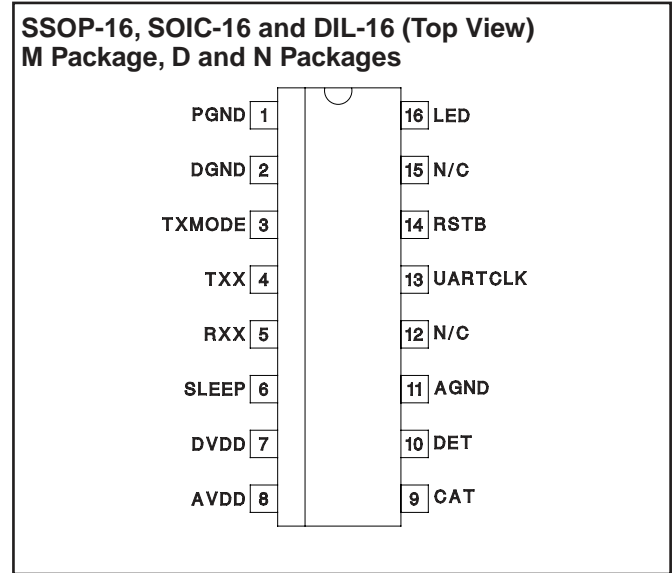 SSOP-16, SOIC-16 and DIL-16 (Top View)
M Package, D and N Packages
PGND 1 16 LED
DGND 2 15 N/C
TXMODE 3 14 RSTB
TXX 4 13 UARTCLK
RXX 5 12 N/C
SLEEP 6 11 AGND
DVDD 7 10 DET
AVDD 8 9 CAT